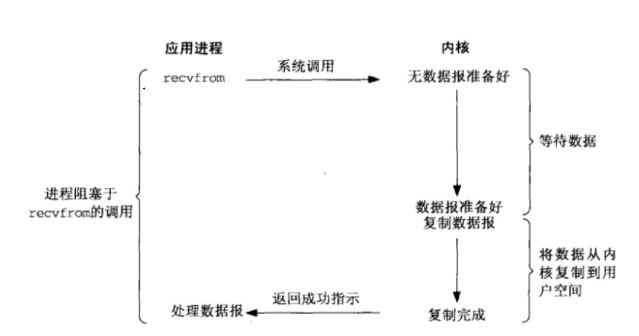 应用进程
内核
系统调用
recvfrom
无数据报准备好
等待数据
进程阻塞于
recvfrom的调用
数据报准备好
复制数据报
将数据从内
核复制到用
户空间
返回成功指示
处理数据报
复制完成